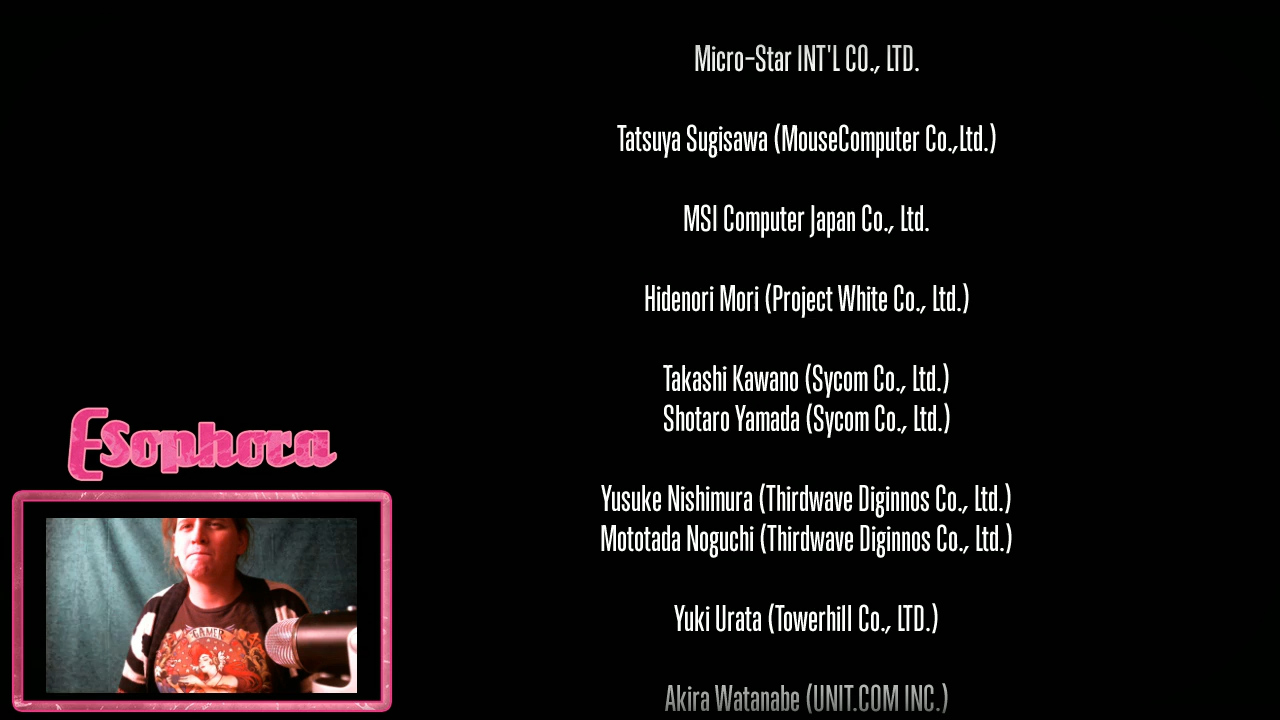 Micro-Star INT'L CO., LTD.
Tatsuya Sugisawa (MouseComputer Co.,Ltd.)
MSI Computer Japan Co., Ltd.
Hidenori Mori (Project White Co., Ltd.)
Takashi Kawano (Sycom Co., Ltd.)
Shotaro Yamada (Sycom Co., Ltd.)
Yusuke Nishimura (Thirdwave Diginnos Co., Ltd.)
Mototada Noguchi (Thirdwave Diginnos Co., Ltd.)
Yuki Urata (Towerhill Co., LTD.)
Akira Watanabe (UNIT.COM INC.)
Esophora
GAMER